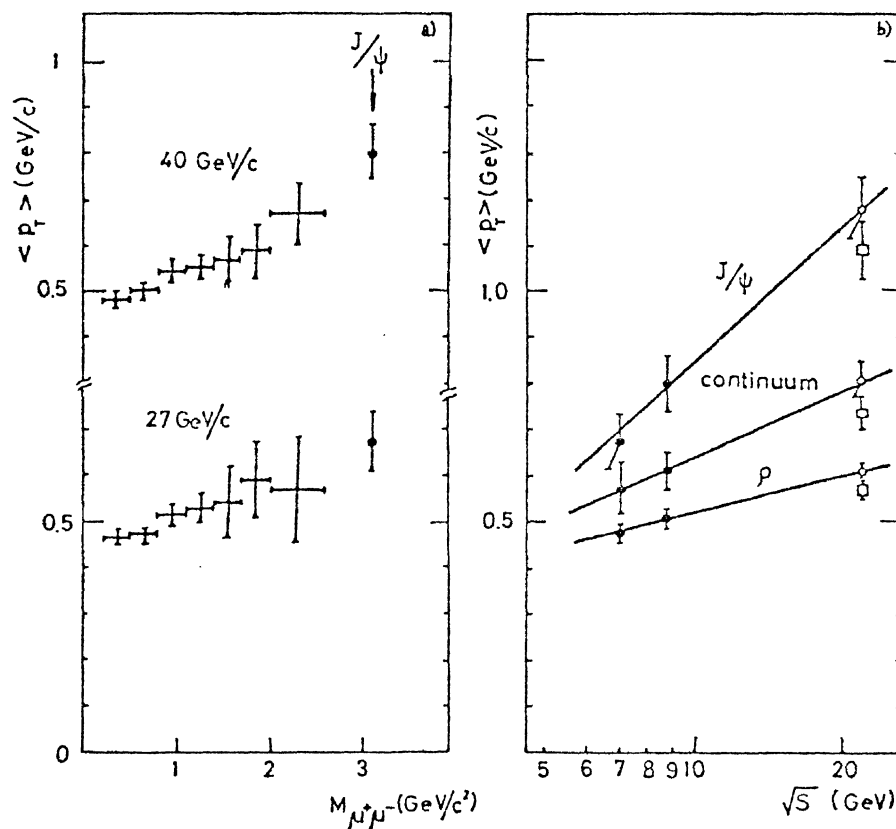 a)
J/ψ
1
<p_T> (GeV/c)
40 GeV/c
0.5
27 GeV/c
0.5
0
1 2 3 4
M_μ+μ- (GeV/c²)
b)
<p_T> (GeV/c)
J/ψ
1.0
continuum
ρ
0.5
5 6 7 8 9 10 20
√S (GeV)